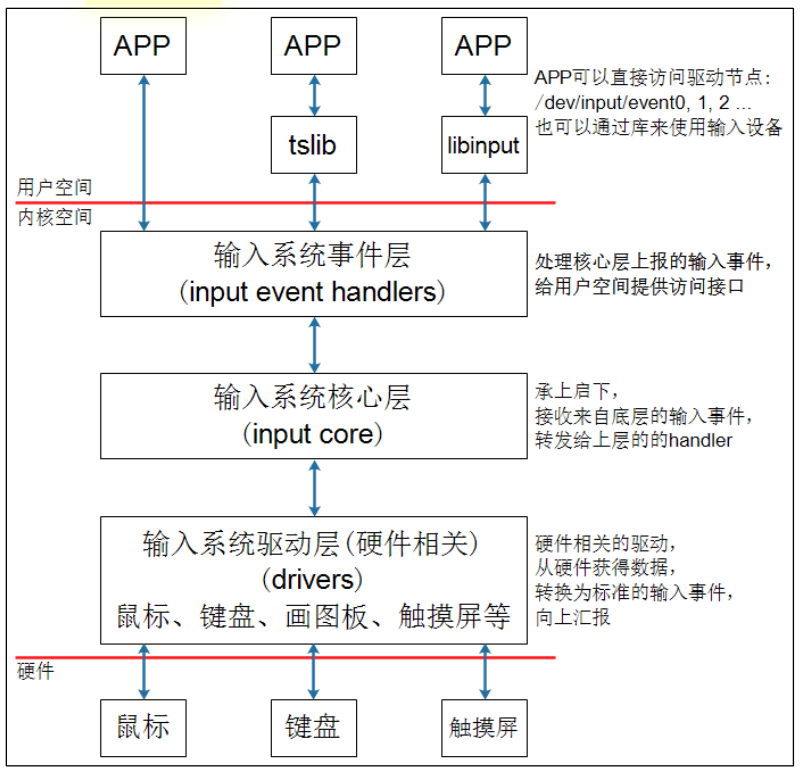 APP
APP
APP
APP可以直接访问驱动节点:
/dev/input/event0, 1, 2 ...
也可以通过库来使用输入设备
tslib
libinput
用户空间
内核空间
输入系统事件层
(input event handlers)
处理核心层上报的输入事件,
给用户空间提供访问接口
输入系统核心层
(input core)
承上启下,
接收来自底层的输入事件,
转发给上层的的handler
输入系统驱动层(硬件相关)
(drivers)
鼠标、键盘、画图板、触摸屏等
硬件相关的驱动,
从硬件获得数据,
转换为标准的输入事件,
向上汇报
硬件
鼠标
键盘
触摸屏